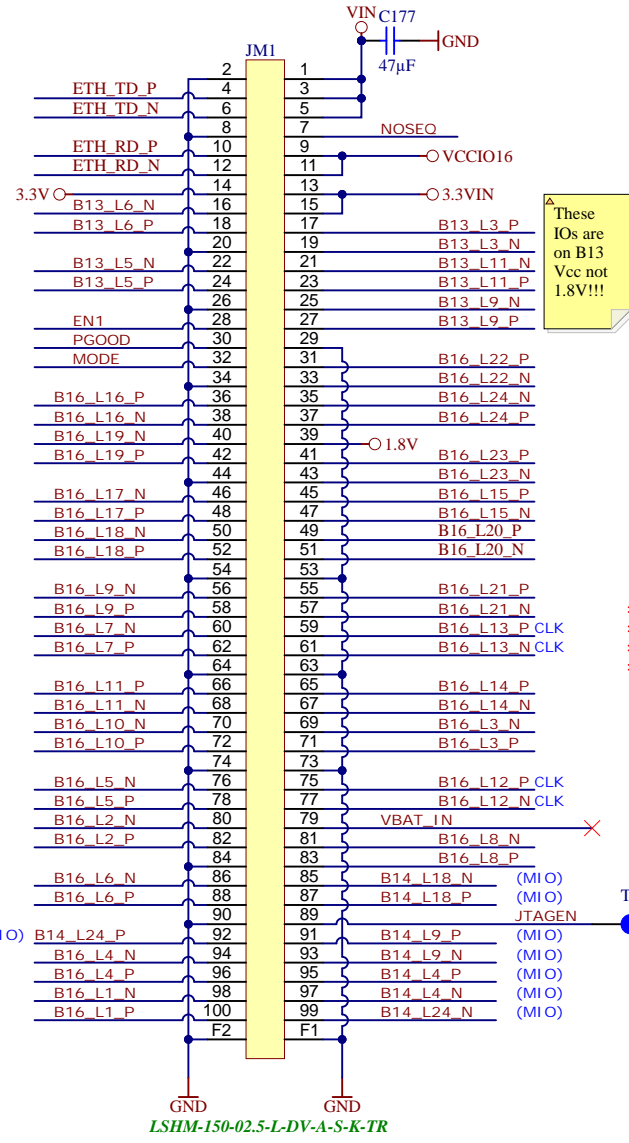 VIN C177
GND
47µF
JM1
2 1
ETH_TD_P 4 3
ETH_TD_N 6 5
8 7 NOSEQ
ETH_RD_P 10 9 VCCIO16
ETH_RD_N 12 11
3.3V 14 13 3.3VIN
B13_L6_N 16 15
B13_L6_P 18 17 B13_L3_P
20 19 B13_L3_N
B13_L5_N 22 21 B13_L11_N
B13_L5_P 24 23 B13_L11_P
26 25 B13_L9_N
EN1 28 27 B13_L9_P
PGOOD 30 29
MODE 32 31 B16_L22_P
34 33 B16_L22_N
B16_L16_P 36 35 B16_L24_N
B16_L16_N 38 37 B16_L24_P
B16_L19_N 40 39 1.8V
B16_L19_P 42 41 B16_L23_P
44 43 B16_L23_N
B16_L17_N 46 45 B16_L15_P
B16_L17_P 48 47 B16_L15_N
B16_L18_N 50 49 B16_L20_P
B16_L18_P 52 51 B16_L20_N
54 53
B16_L9_N 56 55 B16_L21_P
B16_L9_P 58 57 B16_L21_N
B16_L7_N 60 59 B16_L13_P CLK
B16_L7_P 62 61 B16_L13_N CLK
64 63
B16_L11_P 66 65 B16_L14_P
B16_L11_N 68 67 B16_L14_N
B16_L10_N 70 69 B16_L3_N
B16_L10_P 72 71 B16_L3_P
74 73
B16_L5_N 76 75 B16_L12_P CLK
B16_L5_P 78 77 B16_L12_N CLK
B16_L2_N 80 79 VBAT_IN
B16_L2_P 82 81 B16_L8_N
84 83 B16_L8_P
B16_L6_N 86 85 B14_L18_N (MIO)
B16_L6_P 88 87 B14_L18_P (MIO)
90 89 JTAGEN
IO) B14_L24_P 92 91 B14_L9_P (MIO)
B16_L4_N 94 93 B14_L9_N (MIO)
B16_L4_P 96 95 B14_L4_P (MIO)
B16_L1_N 98 97 B14_L4_N (MIO)
B16_L1_P 100 99 B14_L24_N (MIO)
F2 F1
GND GND
LSHM-150-02.5-L-DV-A-S-K-TR
These
IOs are
on B13
Vcc not
1.8V!!!
T